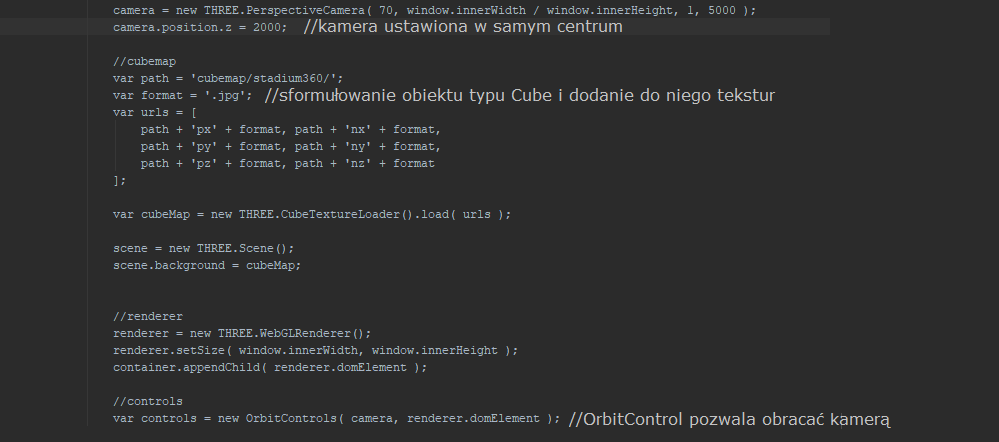 camera = new THREE.PerspectiveCamera( 70, window.innerWidth / window.innerHeight, 1, 5000 );
camera.position.z = 2000; //kamera ustawiona w samym centrum
//cubemap
var path = 'cubemap/stadium360/';
var format = '.jpg'; //sformułowanie obiektu typu Cube i dodanie do niego tekstur
var urls = [
path + 'px' + format, path + 'nx' + format,
path + 'py' + format, path + 'ny' + format,
path + 'pz' + format, path + 'nz' + format
];
var cubeMap = new THREE.CubeTextureLoader().load( urls );
scene = new THREE.Scene();
scene.background = cubeMap;
//renderer
renderer = new THREE.WebGLRenderer();
renderer.setSize( window.innerWidth, window.innerHeight );
container.appendChild( renderer.domElement );
//controls
var controls = new OrbitControls( camera, renderer.domElement ); //OrbitControl pozwala obracać kamerą